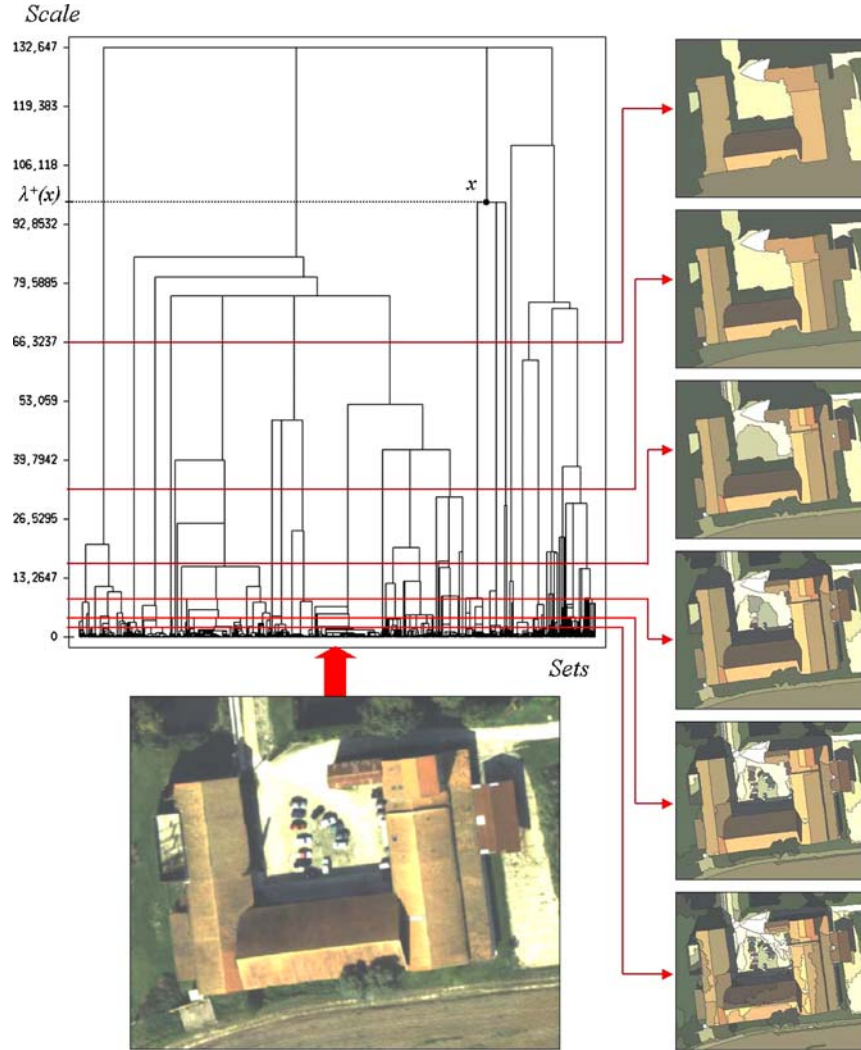 Scale
132,647
119,383
106,118
λ⁺(x)
x
92,8532
79,5885
66,3237
53,059
39,7942
26,5295
13,2647
0
Sets